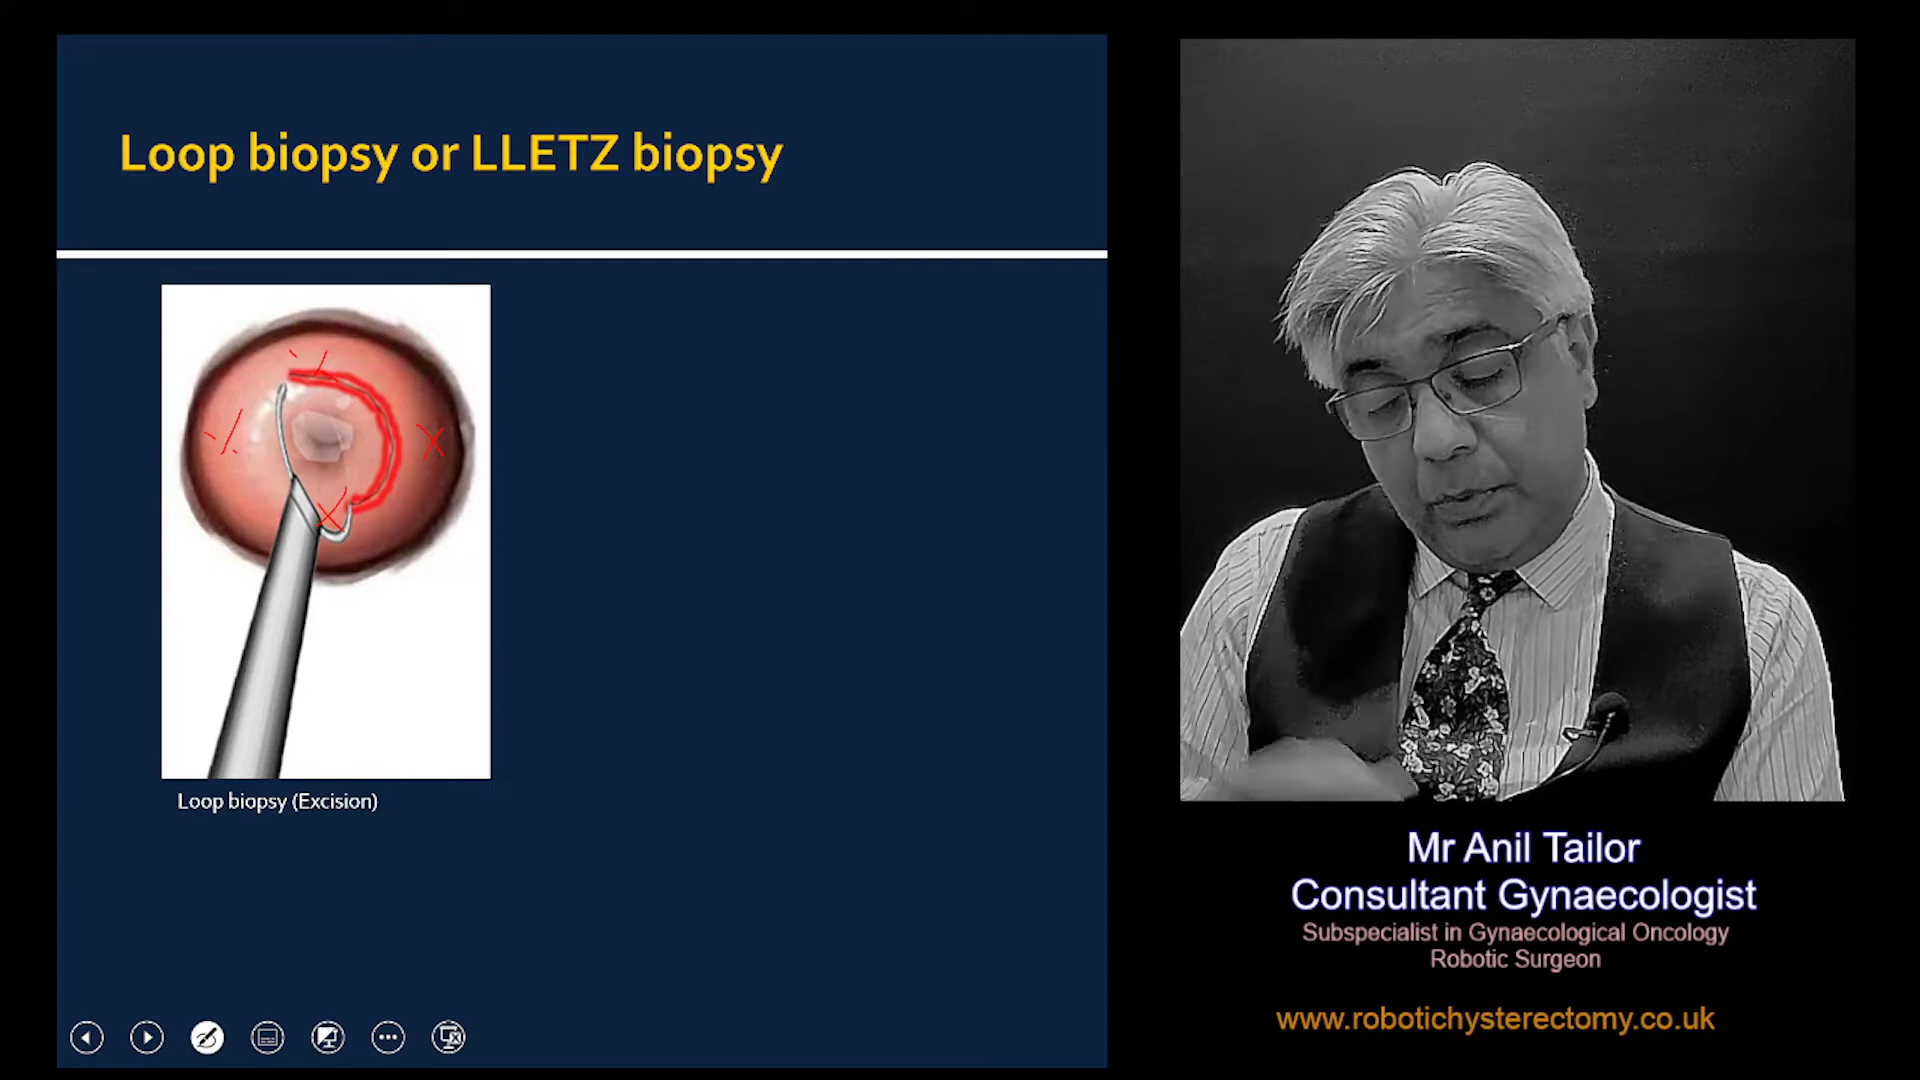 Loop biopsy or LLETZ biopsy
Loop biopsy (Excision)
Mr Anil Tailor
Consultant Gynaecologist
Subspecialist in Gynaecological Oncology
Robotic Surgeon
www.robotichysterectomy.co.uk